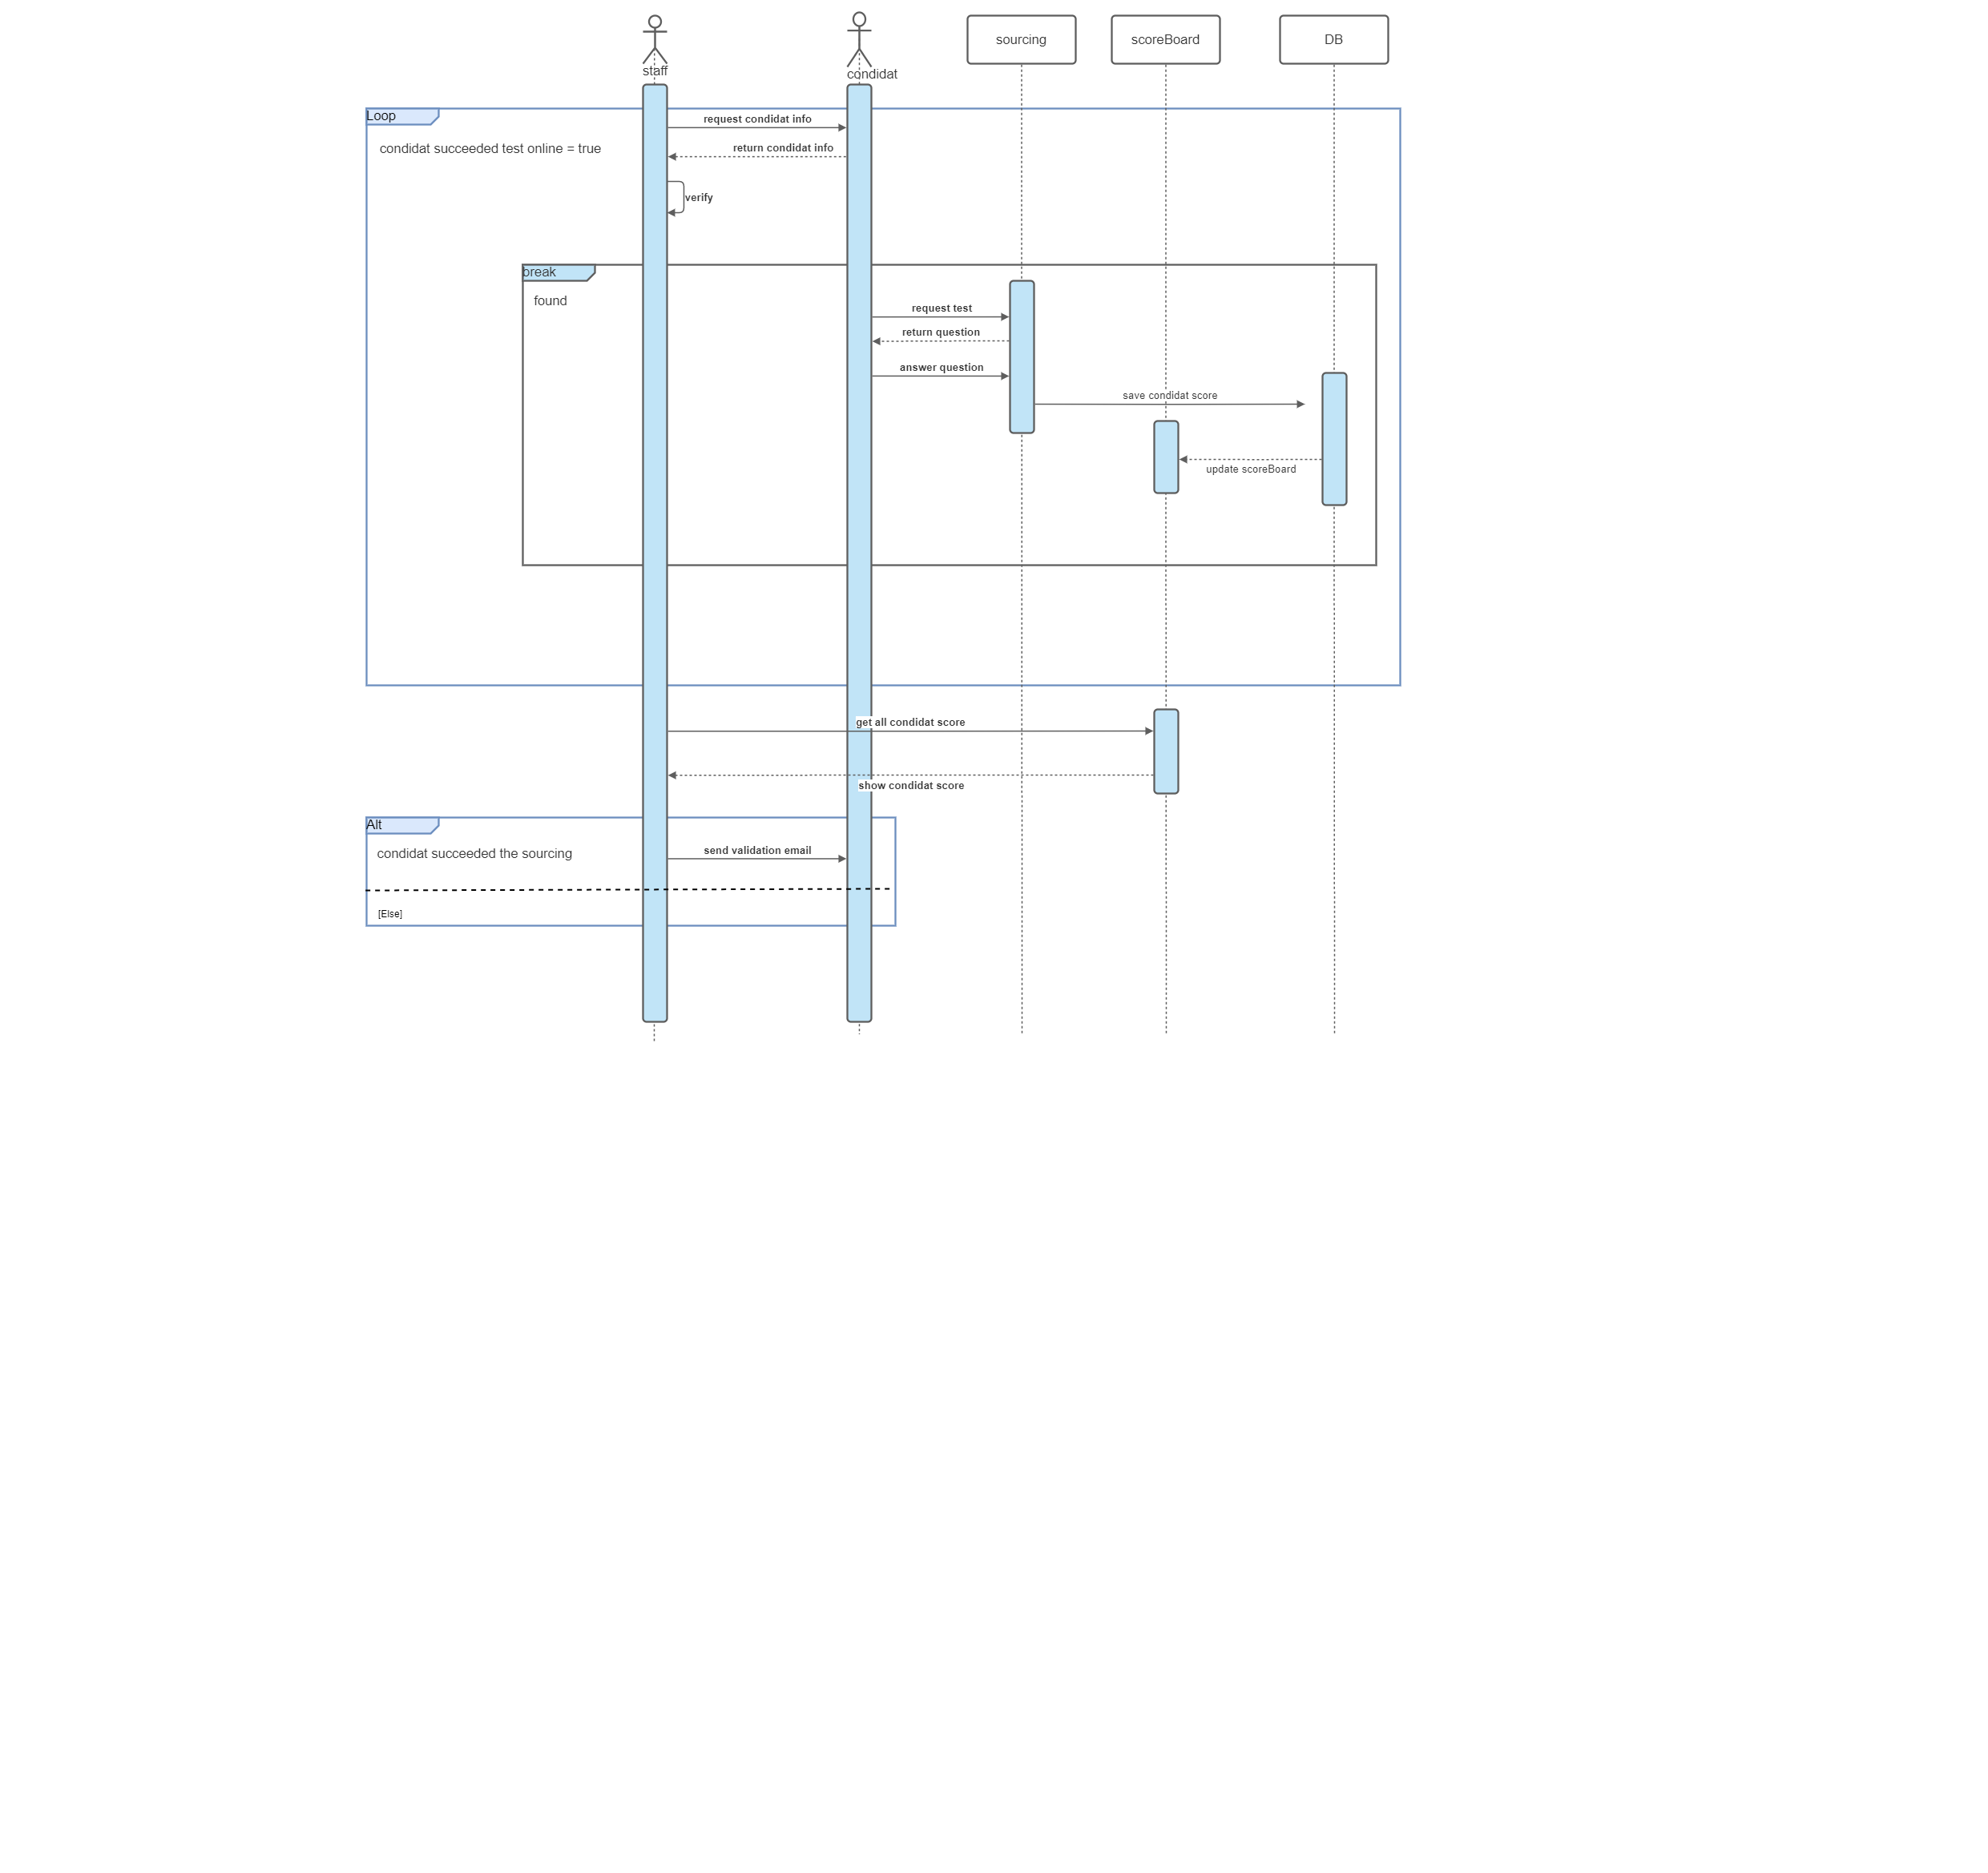 staff
condidat
sourcing
scoreBoard
DB
Loop
request condidat info
condidat succeeded test online = true
return condidat info
verify
break
found
request test
return question
answer question
save condidat score
update scoreBoard
get all condidat score
show condidat score
Alt
condidat succeeded the sourcing
send validation email
[Else]